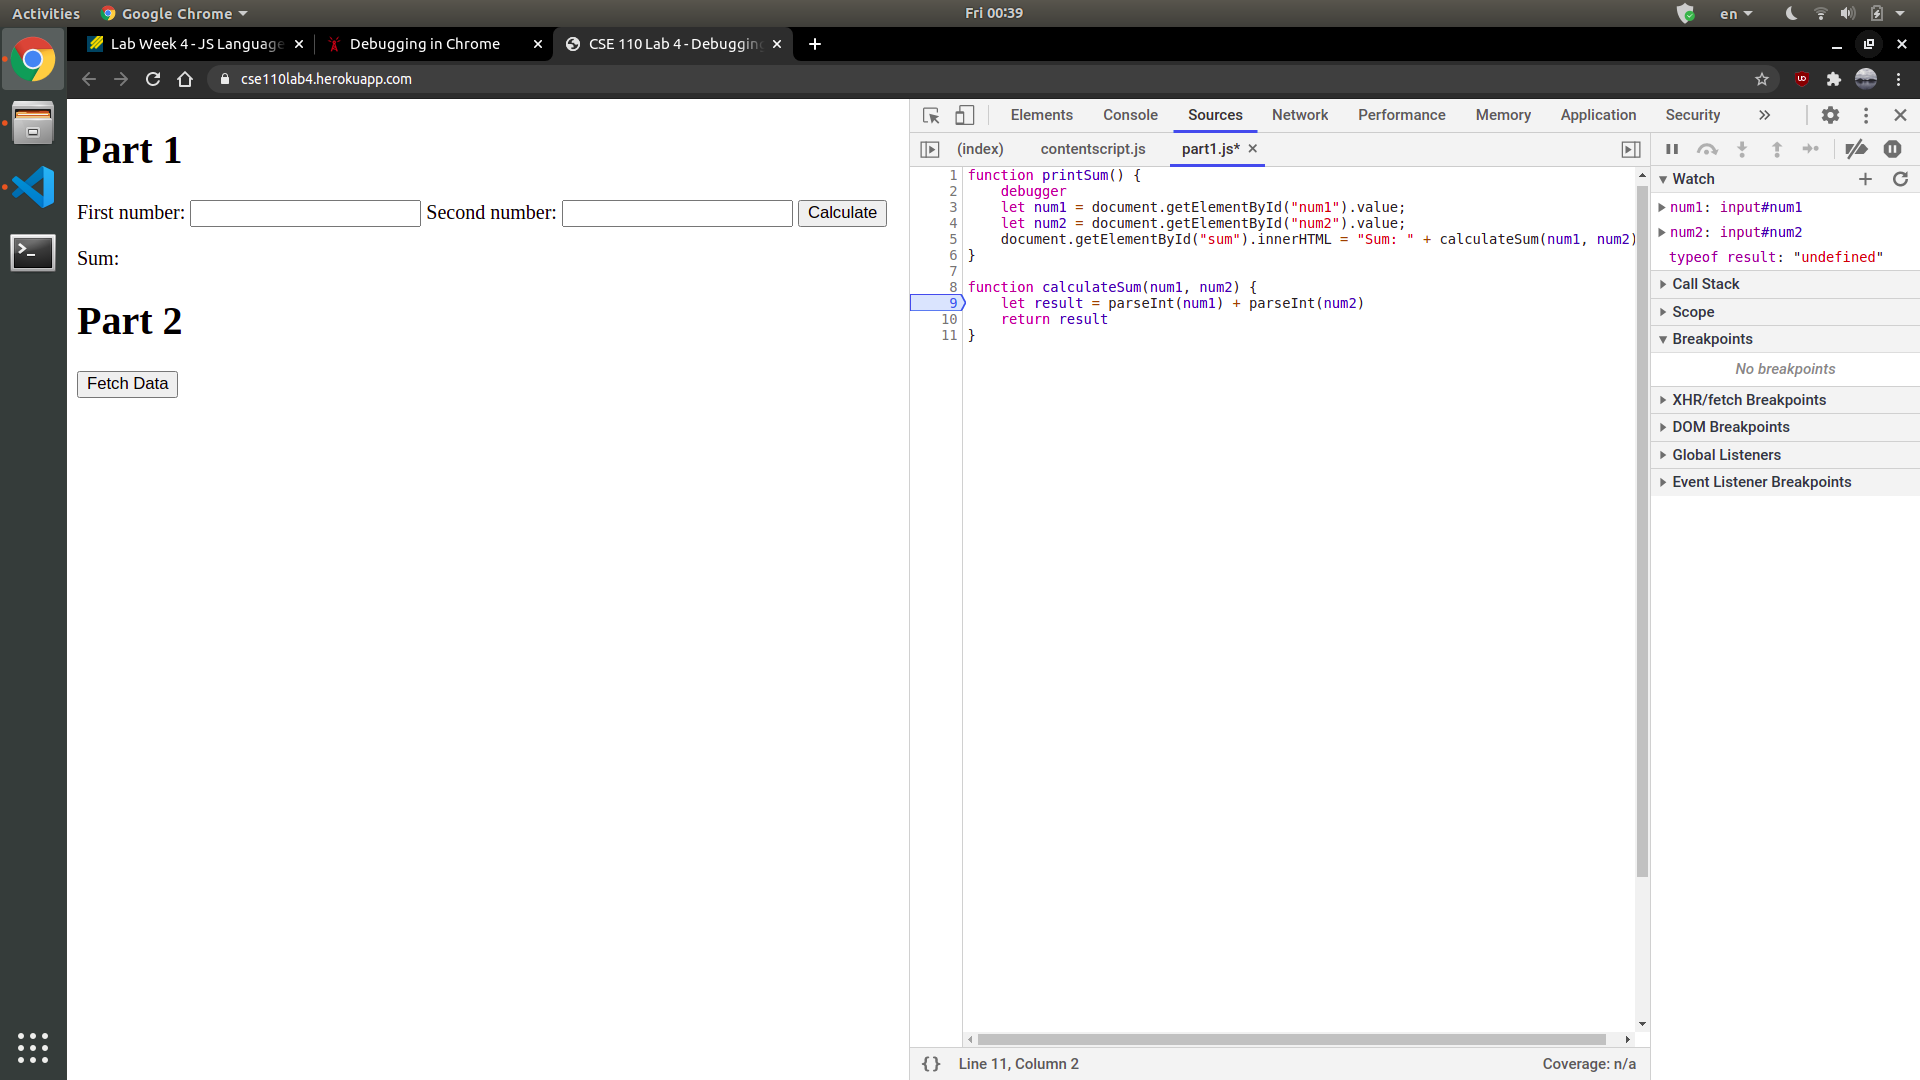 Activities
Google Chrome
Fri 00:39
en
Lab Week 4 - JS Language
Debugging in Chrome
CSE 110 Lab 4 - Debugging
cse110lab4.herokuapp.com
Part 1
First number:
Second number:
Calculate
Sum:
Part 2
Fetch Data
Elements
Console
Sources
Network
Performance
Memory
Application
Security
(index)
contentscript.js
part1.js*
1 function printSum() {
2 debugger
3 let num1 = document.getElementById("num1").value;
4 let num2 = document.getElementById("num2").value;
5 document.getElementById("sum").innerHTML = "Sum: " + calculateSum(num1, num2)
6 }
7
8 function calculateSum(num1, num2) {
9 let result = parseInt(num1) + parseInt(num2)
10 return result
11 }
{} Line 11, Column 2
Coverage: n/a
Watch
num1: input#num1
num2: input#num2
typeof result: "undefined"
Call Stack
Scope
Breakpoints
No breakpoints
XHR/fetch Breakpoints
DOM Breakpoints
Global Listeners
Event Listener Breakpoints